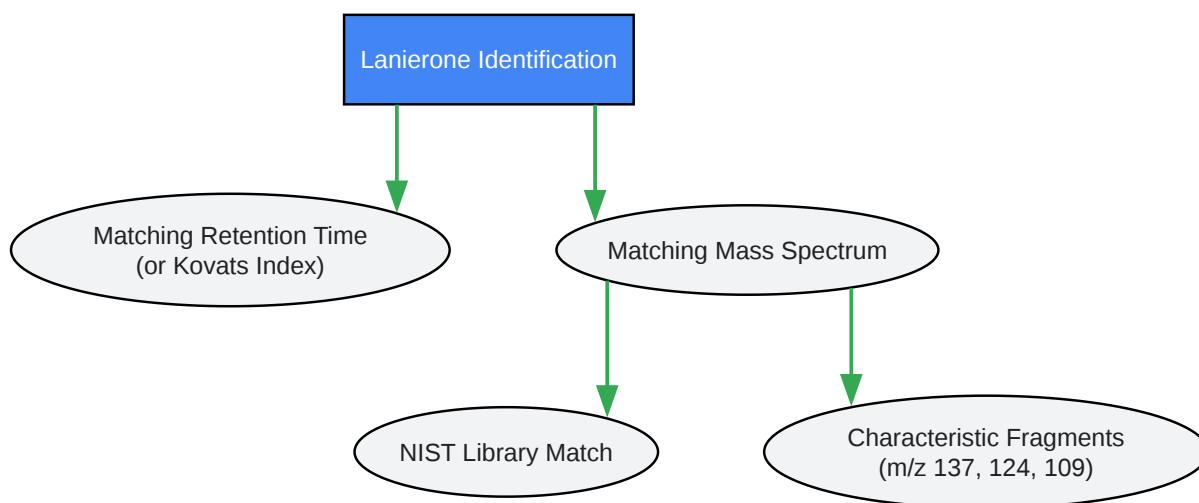 Lanierone Identification
Matching Retention Time
(or Kovats Index)
Matching Mass Spectrum
NIST Library Match
Characteristic Fragments
(m/z 137, 124, 109)